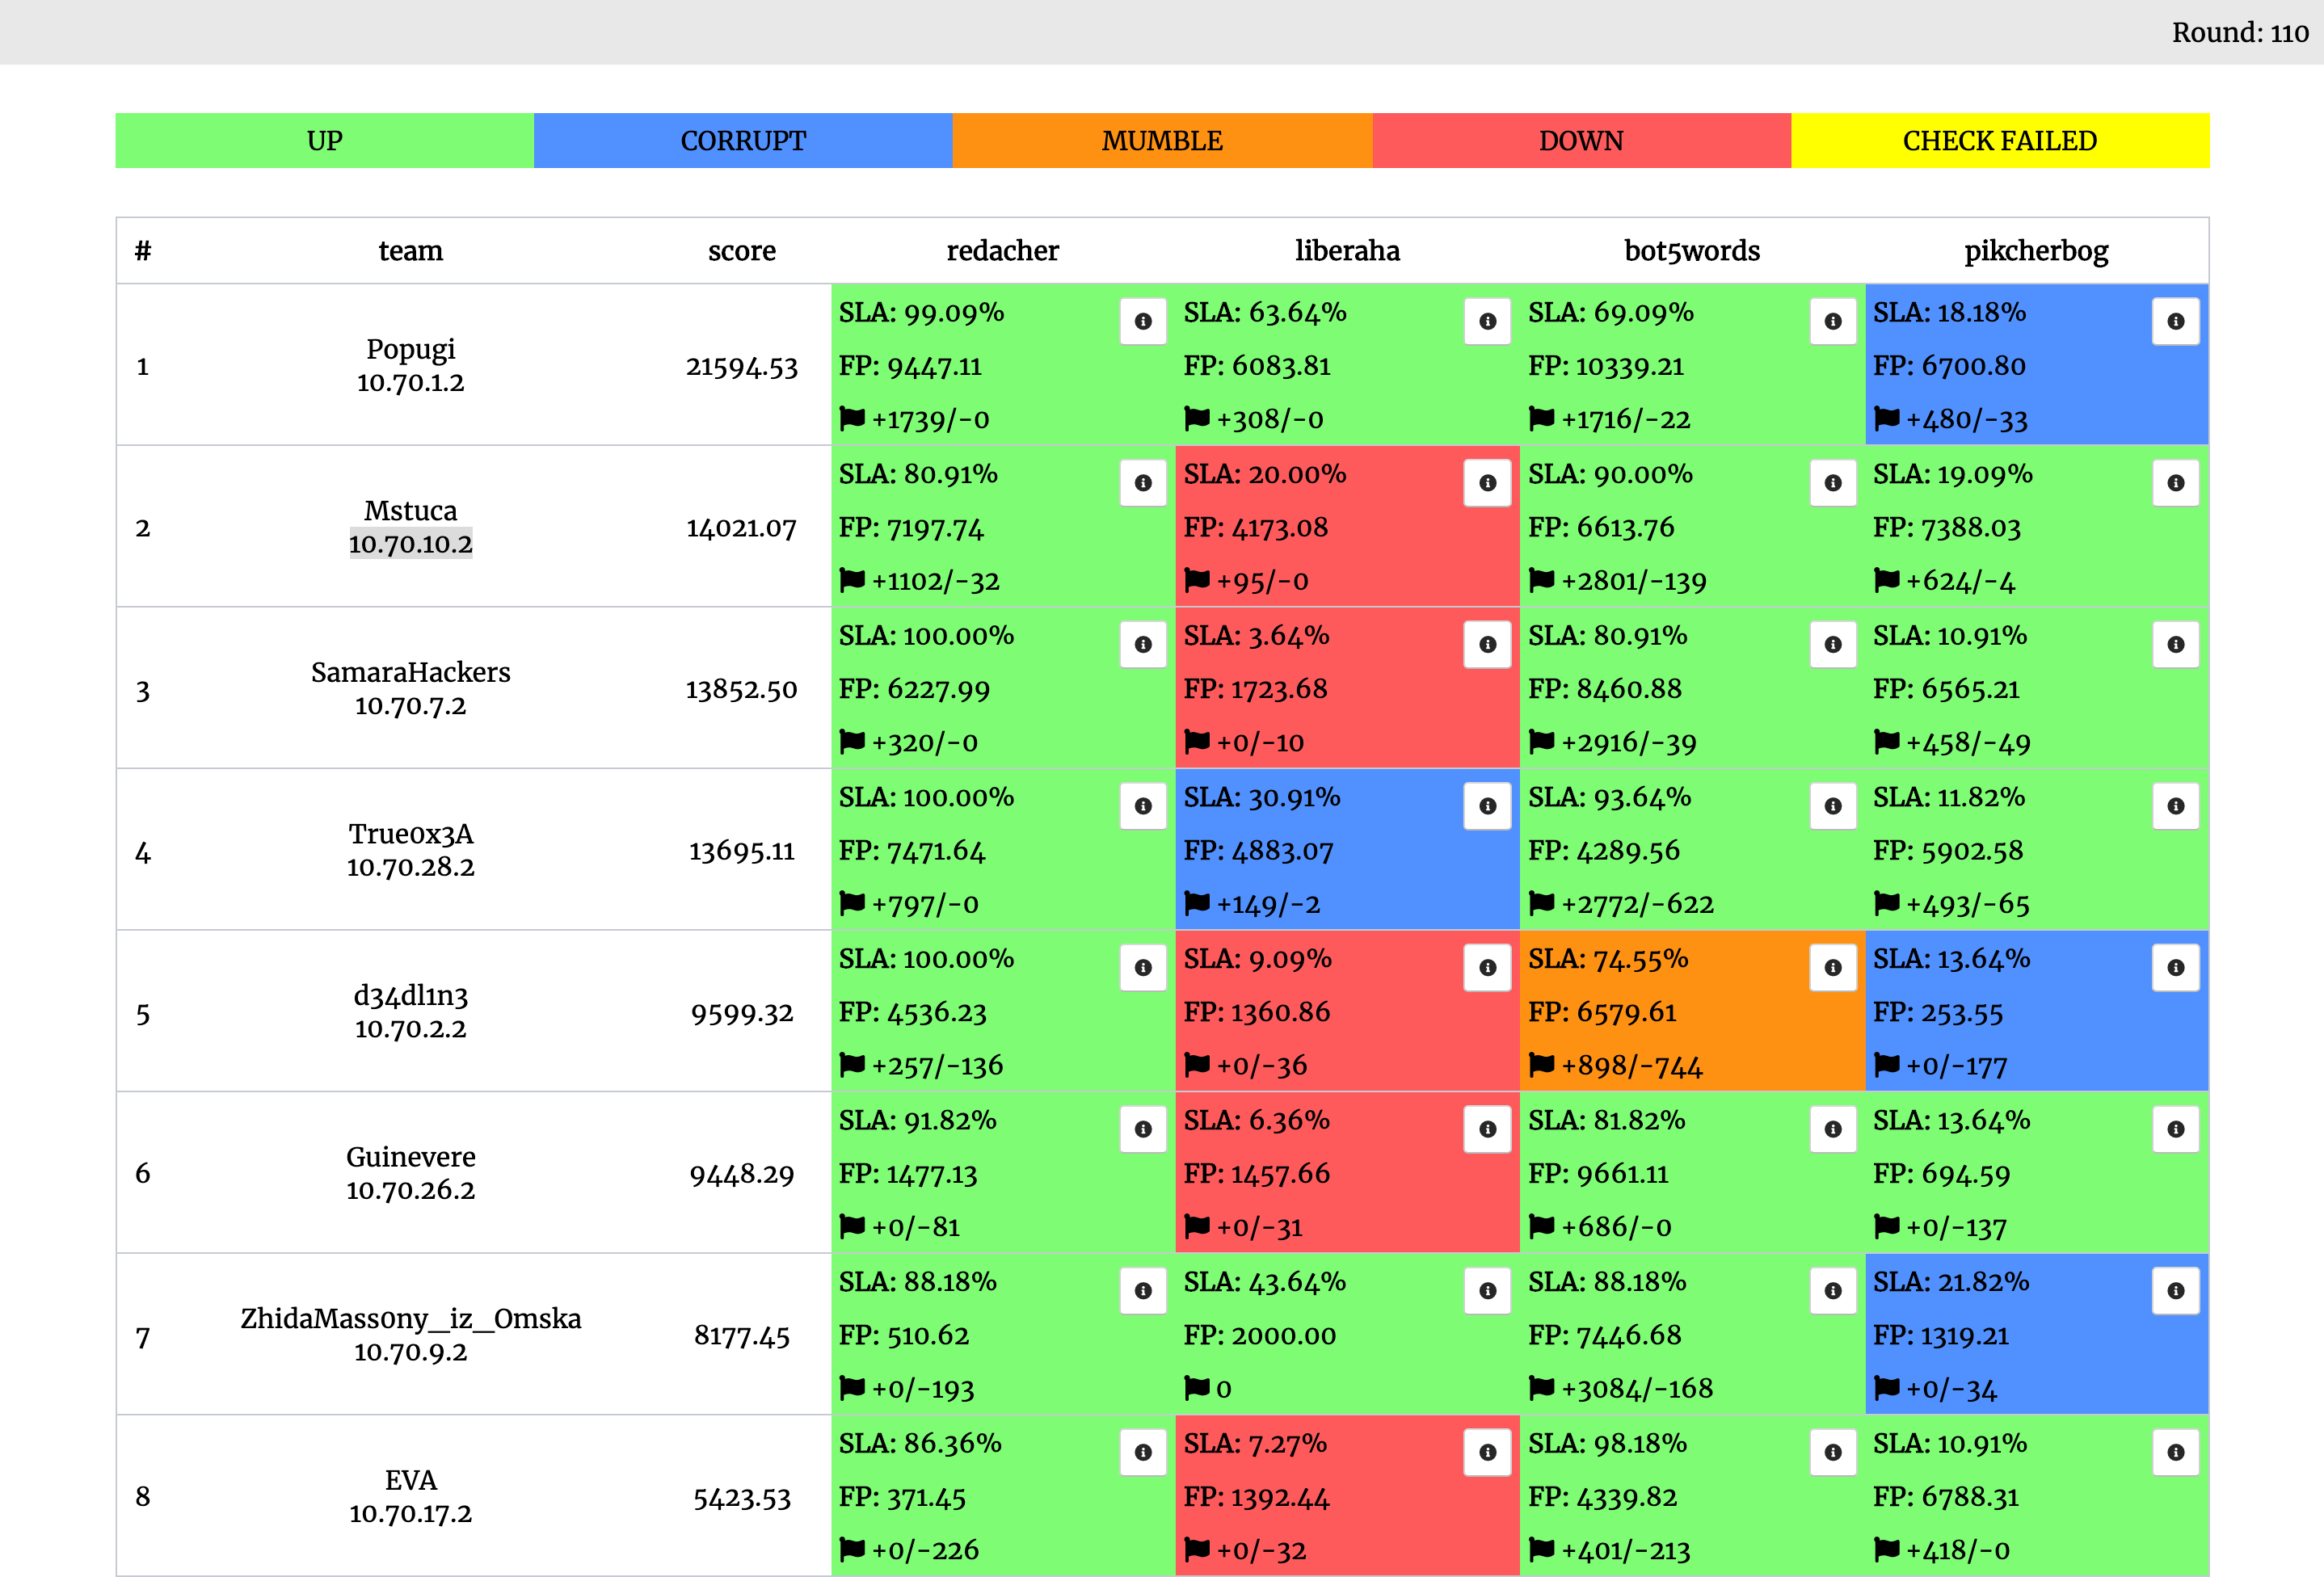 Round: 110
UP CORRUPT MUMBLE DOWN CHECK FAILED
# team score redacher liberaha bot5words pikcherbog
SLA: 99.09% SLA: 63.64% SLA: 69.09% SLA: 18.18%
1 Popugi 21594.53 FP: 9447.11 FP: 6083.81 FP: 10339.21 FP: 6700.80
10.70.1.2
+1739/-0 +308/-0 +1716/-22 +480/-33
SLA: 80.91% SLA: 20.00% SLA: 90.00% SLA: 19.09%
2 Mstuca 14021.07 FP: 7197.74 FP: 4173.08 FP: 6613.76 FP: 7388.03
10.70.10.2
+1102/-32 +95/-0 +2801/-139 +624/-4
SLA: 100.00% SLA: 3.64% SLA: 80.91% SLA: 10.91%
3 SamaraHackers 13852.50 FP: 6227.99 FP: 1723.68 FP: 8460.88 FP: 6565.21
10.70.7.2
+320/-0 +0/-10 +2916/-39 +458/-49
SLA: 100.00% SLA: 30.91% SLA: 93.64% SLA: 11.82%
4 True0x3A 13695.11 FP: 7471.64 FP: 4883.07 FP: 4289.56 FP: 5902.58
10.70.28.2
+797/-0 +149/-2 +2772/-622 +493/-65
SLA: 100.00% SLA: 9.09% SLA: 74.55% SLA: 13.64%
5 d34dl1n3 9599.32 FP: 4536.23 FP: 1360.86 FP: 6579.61 FP: 253.55
10.70.2.2
+257/-136 +0/-36 +898/-744 +0/-177
SLA: 91.82% SLA: 6.36% SLA: 81.82% SLA: 13.64%
6 Guinevere 9448.29 FP: 1477.13 FP: 1457.66 FP: 9661.11 FP: 694.59
10.70.26.2
+0/-81 +0/-31 +686/-0 +0/-137
SLA: 88.18% SLA: 43.64% SLA: 88.18% SLA: 21.82%
7 ZhidaMass0ny_iz_Omska 8177.45 FP: 510.62 FP: 2000.00 FP: 7446.68 FP: 1319.21
10.70.9.2
+0/-193 0 +3084/-168 +0/-34
SLA: 86.36% SLA: 7.27% SLA: 98.18% SLA: 10.91%
8 EVA 5423.53 FP: 371.45 FP: 1392.44 FP: 4339.82 FP: 6788.31
10.70.17.2
+0/-226 +0/-32 +401/-213 +418/-0